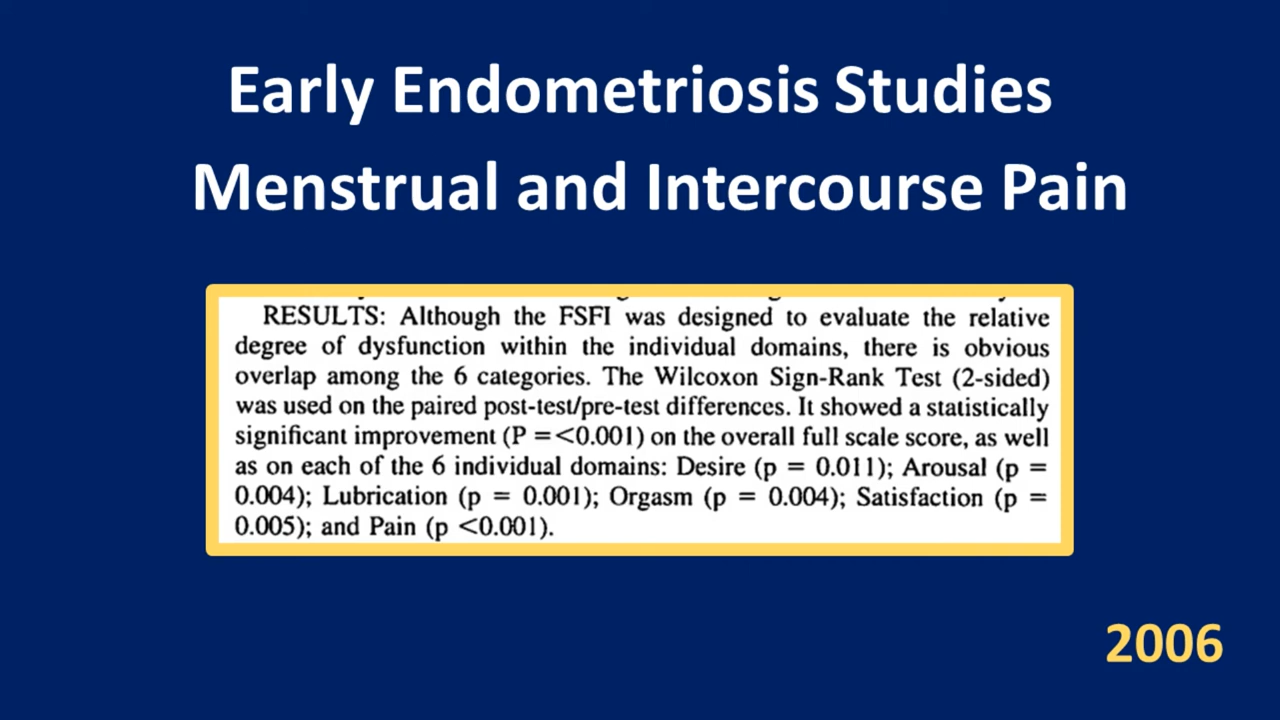 Early Endometriosis Studies
Menstrual and Intercourse Pain
RESULTS: Although the FSFI was designed to evaluate the relative
degree of dysfunction within the individual domains, there is obvious
overlap among the 6 categories. The Wilcoxon Sign-Rank Test (2-sided)
was used on the paired post-test/pre-test differences. It showed a statistically
significant improvement (P =<0.001) on the overall full scale score, as well
as on each of the 6 individual domains: Desire (p = 0.011); Arousal (p =
0.004); Lubrication (p = 0.001); Orgasm (p = 0.004); Satisfaction (p =
0.005); and Pain (p <0.001).
2006